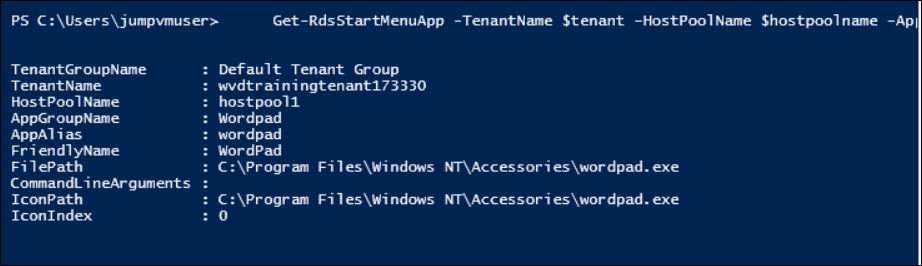 PS C:\Users\jumpvmuser> Get-RdsStartMenuApp -TenantName $tenant -HostPoolName $hostpoolname -Ap
TenantGroupName : Default Tenant Group
TenantName : wvdtrainingtenant173330
HostPoolName : hostpool1
AppGroupName : Wordpad
AppAlias : wordpad
FriendlyName : WordPad
FilePath : C:\Program Files\Windows NT\Accessories\wordpad.exe
CommandLineArguments :
IconPath : C:\Program Files\Windows NT\Accessories\wordpad.exe
IconIndex : 0